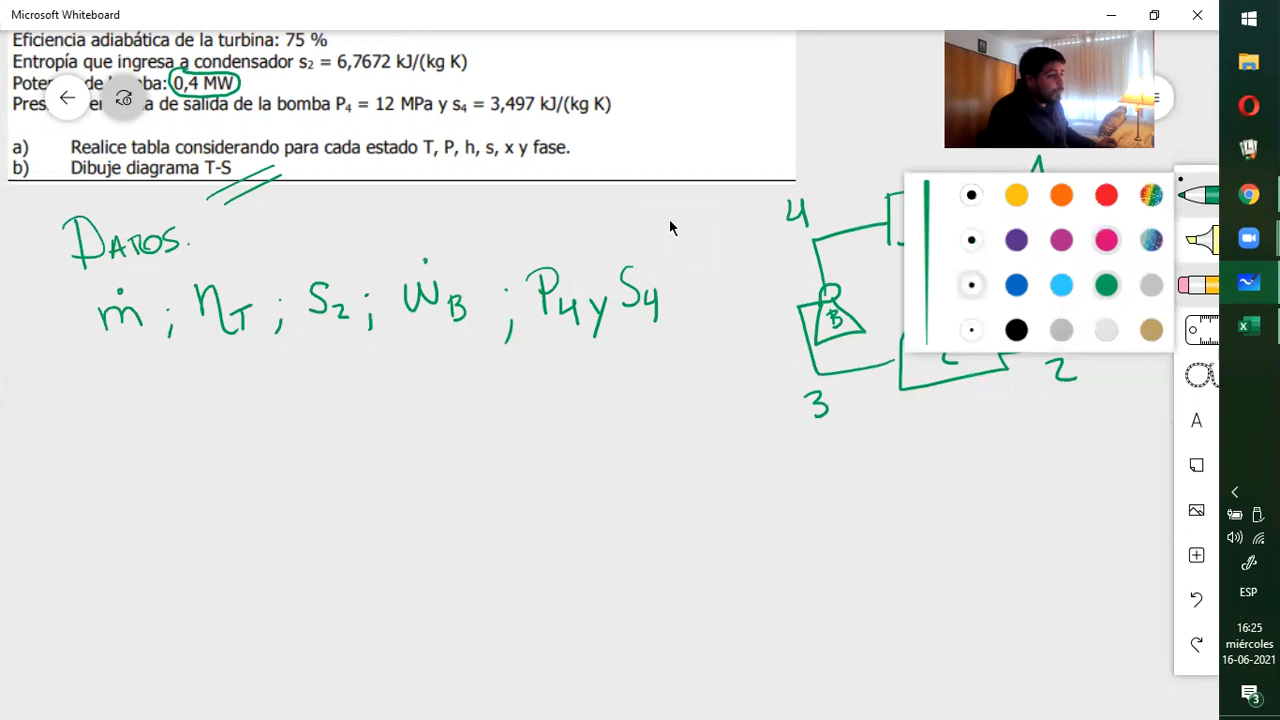 Microsoft Whiteboard
Eficiencia adiabática de la turbina: 75 %
Entropía que ingresa a condensador s₂ = 6,7672 kJ/(kg K)
0,4 MW
de salida de la bomba P₄ = 12 MPa y s₄ = 3,497 kJ/(kg K)
a) Realice tabla considerando para cada estado T, P, h, s, x y fase.
b) Dibuje diagrama T-S
DATOS.
ṁ ; ηT ; S2 ; ẆB ; P4 y S4
4
1
B
2
3
A
ESP
16:25
miércoles
16-06-2021
3